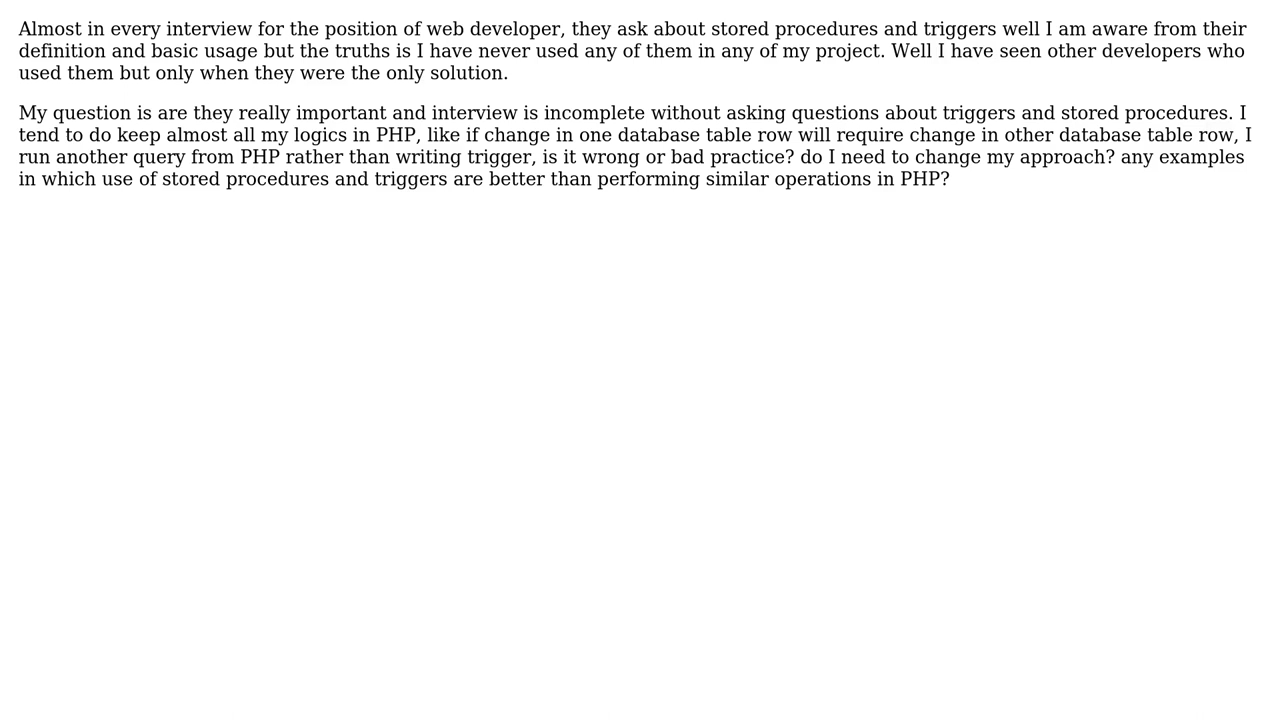 Almost in every interview for the position of web developer, they ask about stored procedures and triggers well I am aware from their
definition and basic usage but the truths is I have never used any of them in any of my project. Well I have seen other developers who
used them but only when they were the only solution.
My question is are they really important and interview is incomplete without asking questions about triggers and stored procedures. I
tend to do keep almost all my logics in PHP, like if change in one database table row will require change in other database table row, I
run another query from PHP rather than writing trigger, is it wrong or bad practice? do I need to change my approach? any examples
in which use of stored procedures and triggers are better than performing similar operations in PHP?